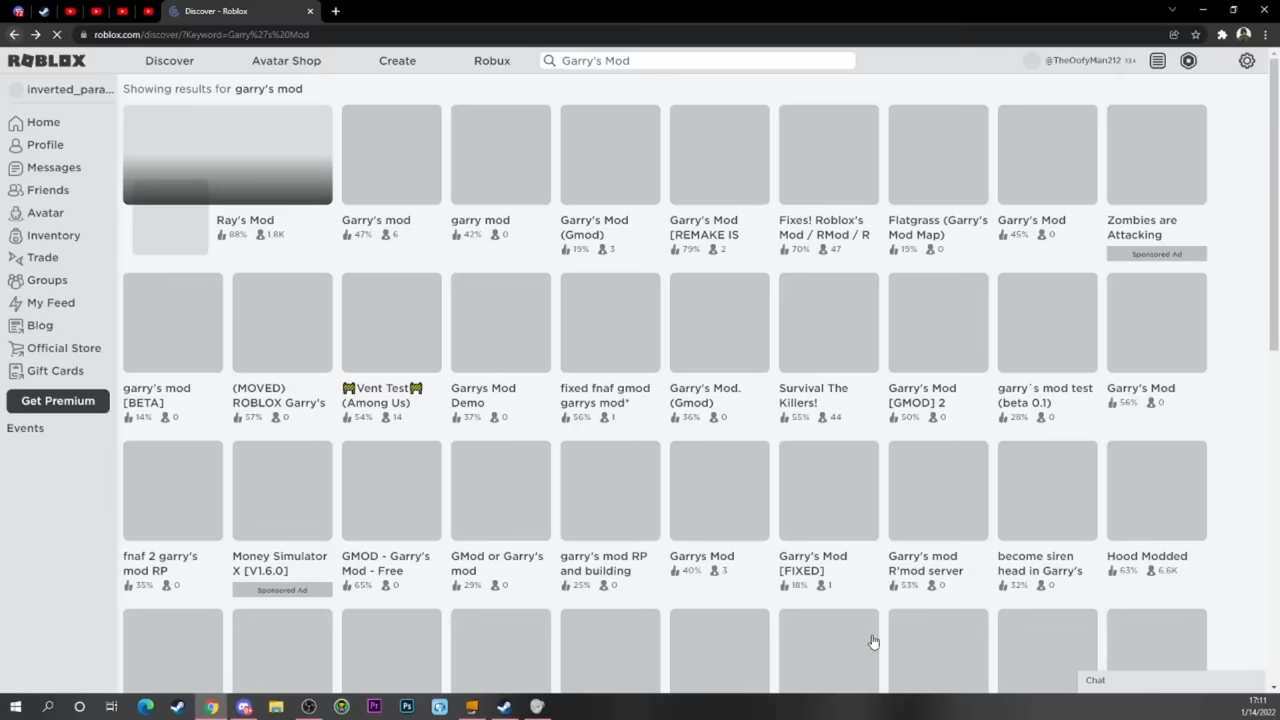 72
Discover - Roblox
roblox.com/discover/?Keyword=Garry%27s%20Mod
ROBLOX
Discover
Avatar Shop
Create
Robux
Garry's Mod
@TheOofyMan212 13+
inverted_para...
Home
Profile
Messages
Friends
Avatar
Inventory
Trade
Groups
My Feed
Blog
Official Store
Gift Cards
Get Premium
Events
Showing results for garry's mod
Ray's Mod
88% 1.8K
Garry's mod
47% 6
garry mod
42% 0
Garry's Mod
(Gmod)
19% 3
Garry's Mod
[REMAKE IS
79% 2
Fixes! Roblox's
Mod / RMod / R
70% 47
Flatgrass (Garry's
Mod Map)
19% 0
Garry's Mod
45% 0
Zombies are
Attacking
Sponsored Ad
garry's mod
[BETA]
14% 0
(MOVED)
ROBLOX Garry's
57% 0
🚧Vent Test🚧
(Among Us)
54% 14
Garrys Mod
Demo
37% 0
fixed fnaf gmod
garrys mod*
56% 1
Garry's Mod.
(Gmod)
36% 0
Survival The
Killers!
55% 44
Garry's Mod
[GMOD] 2
50% 0
garry`s mod test
(beta 0.1)
28% 0
Garry's Mod
56% 0
fnaf 2 garry's
mod RP
35% 0
Money Simulator
X [V1.6.0]
Sponsored Ad
GMOD - Garry's
Mod - Free
65% 0
GMod or Garry's
mod
29% 0
garry's mod RP
and building
25% 0
Garrys Mod
40% 3
Garry's Mod
[FIXED]
18% 1
Garry's mod
R'mod server
53% 0
become siren
head in Garry's
32% 0
Hood Modded
63% 6.6K
Chat
17:11
1/14/2022